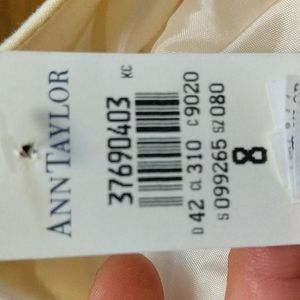 ANNTAYLOR
37690403 KC
D 42 CL 310 C 9020
S 099265 SZ 080
8